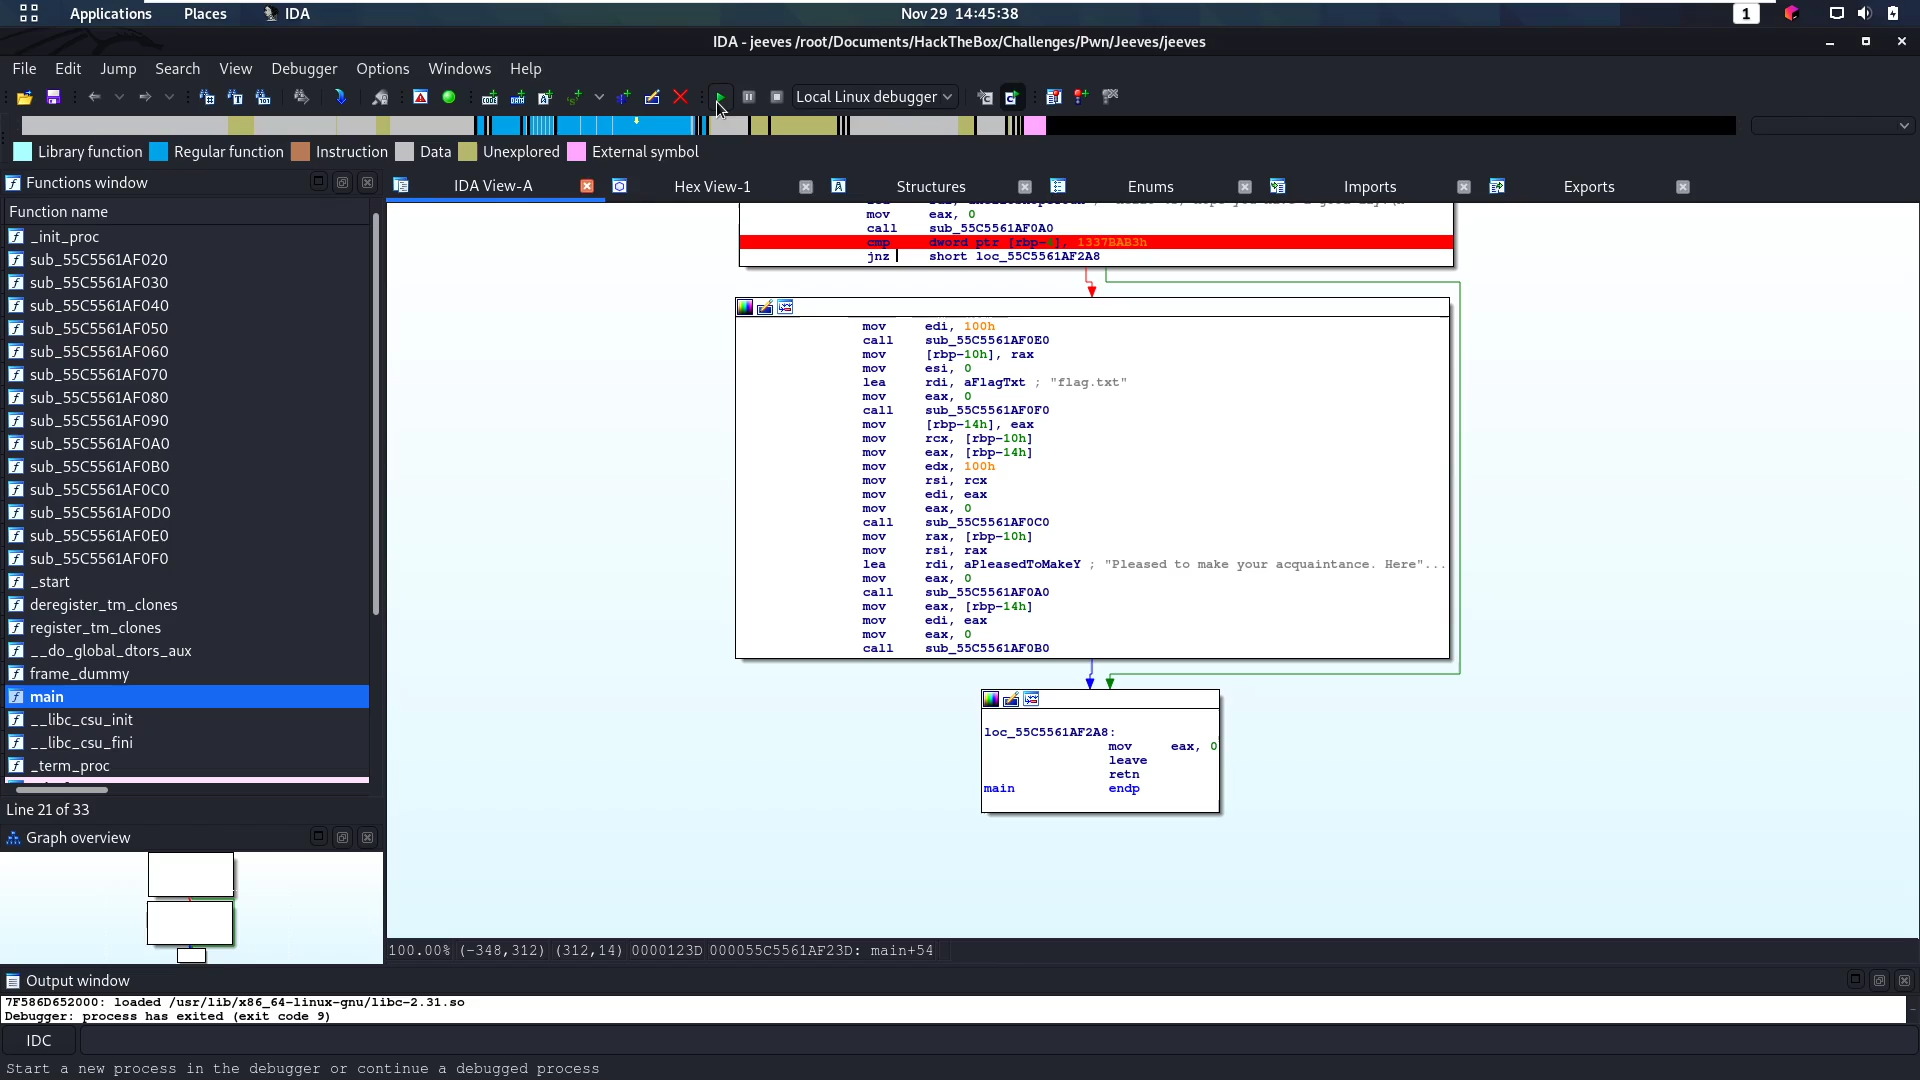 Applications Places IDA Nov 29 14:45:38 1
IDA - jeeves /root/Documents/HackTheBox/Challenges/Pwn/Jeeves/jeeves
File Edit Jump Search View Debugger Options Windows Help
Local Linux debugger
Library function Regular function Instruction Data Unexplored External symbol
Functions window
IDA View-A Hex View-1 Structures Enums Imports Exports
Function name
_init_proc
sub_55C5561AF020
sub_55C5561AF030
sub_55C5561AF040
sub_55C5561AF050
sub_55C5561AF060
sub_55C5561AF070
sub_55C5561AF080
sub_55C5561AF090
sub_55C5561AF0A0
sub_55C5561AF0B0
sub_55C5561AF0C0
sub_55C5561AF0D0
sub_55C5561AF0E0
sub_55C5561AF0F0
_start
deregister_tm_clones
register_tm_clones
__do_global_dtors_aux
frame_dummy
main
__libc_csu_init
__libc_csu_fini
_term_proc
Line 21 of 33
Graph overview
mov eax, 0
call sub_55C5561AF0A0
cmp dword ptr [rbp- ], 1337BAB3h
jnz short loc_55C5561AF2A8
mov edi, 100h
call sub_55C5561AF0E0
mov [rbp-10h], rax
mov esi, 0
lea rdi, aFlagTxt ; "flag.txt"
mov eax, 0
call sub_55C5561AF0F0
mov [rbp-14h], eax
mov rcx, [rbp-10h]
mov eax, [rbp-14h]
mov edx, 100h
mov rsi, rcx
mov edi, eax
mov eax, 0
call sub_55C5561AF0C0
mov rax, [rbp-10h]
mov rsi, rax
lea rdi, aPleasedToMakeY ; "Pleased to make your acquaintance. Here"...
mov eax, 0
call sub_55C5561AF0A0
mov eax, [rbp-14h]
mov edi, eax
mov eax, 0
call sub_55C5561AF0B0
loc_55C5561AF2A8:
mov eax, 0
leave
retn
main endp
100.00% (-348,312) (312,14) 0000123D 000055C5561AF23D: main+54
Output window
7F586D652000: loaded /usr/lib/x86_64-linux-gnu/libc-2.31.so
Debugger: process has exited (exit code 9)
IDC
Start a new process in the debugger or continue a debugged process